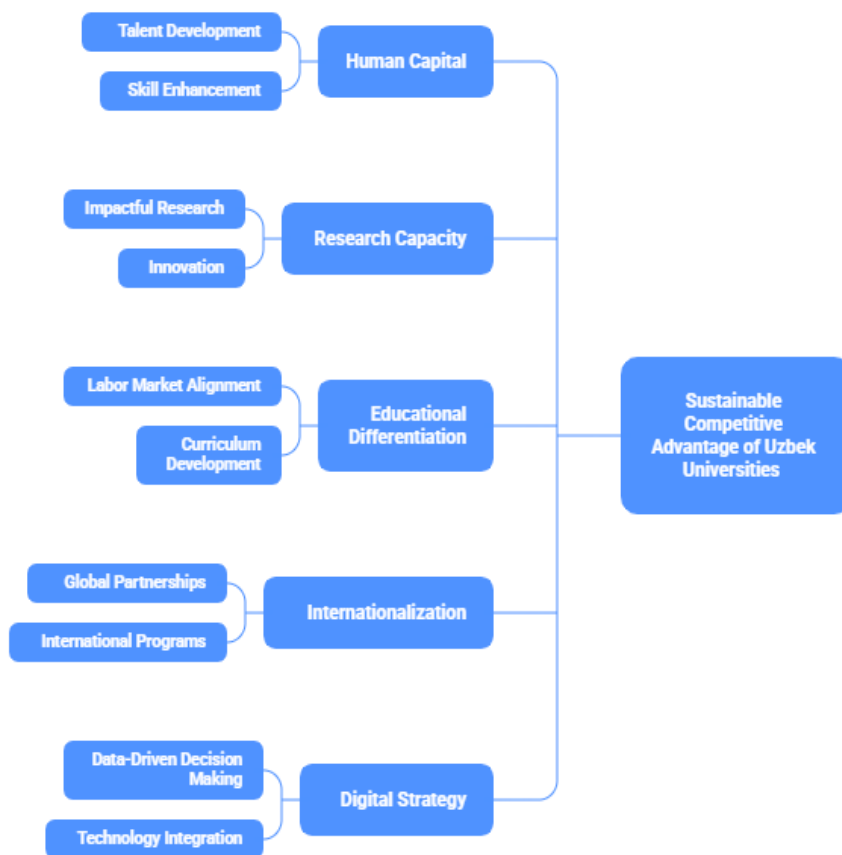 Talent Development
Skill Enhancement
Human Capital
Impactful Research
Innovation
Research Capacity
Labor Market Alignment
Curriculum
Development
Educational
Differentiation
Sustainable
Competitive
Advantage of Uzbek
Universities
Global Partnerships
International Programs
Internationalization
Data-Driven Decision
Making
Technology Integration
Digital Strategy